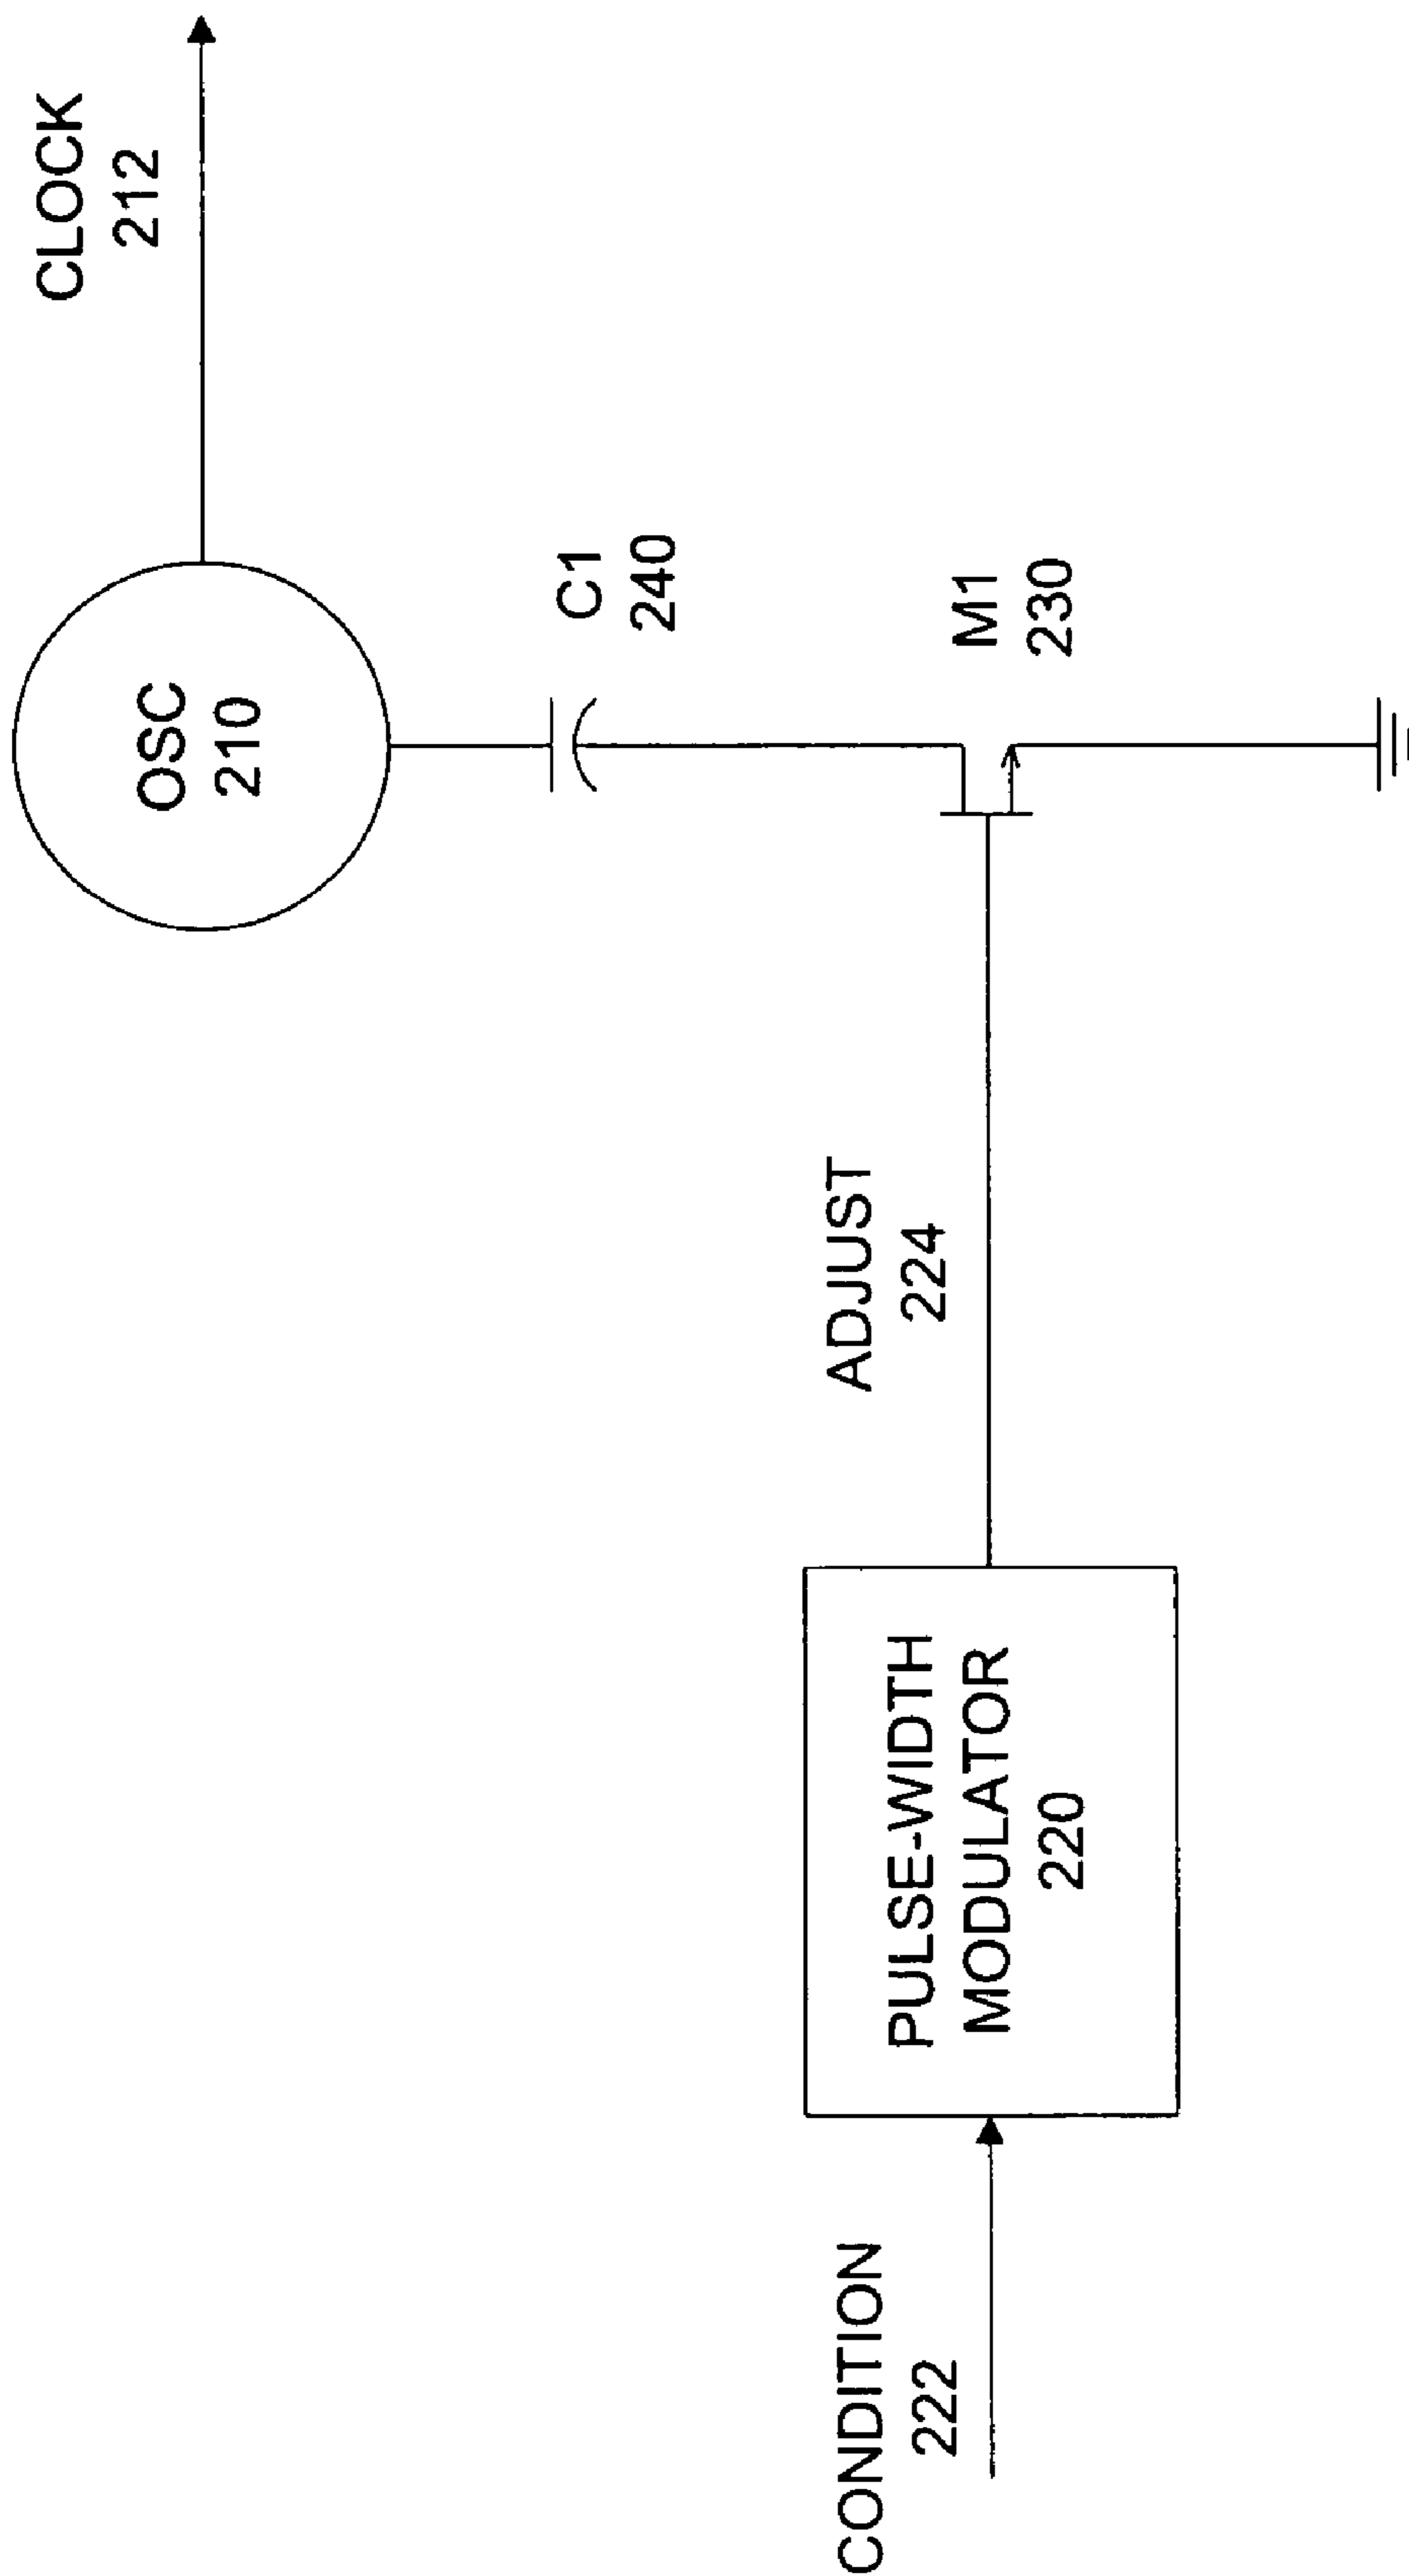 CONDITION
222
PULSE-WIDTH
MODULATOR
220
ADJUST
224
OSC
210
C1
240
M1
230
CLOCK
212